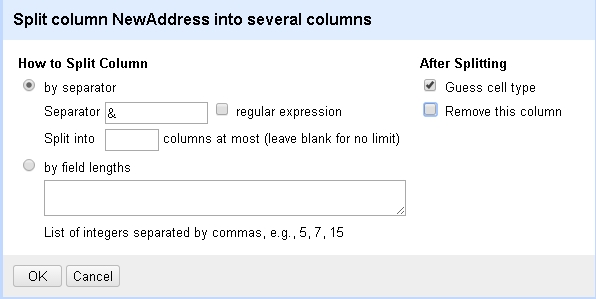 Split column NewAddress into several columns
How to Split Column
by separator
Separator & regular expression
Split into columns at most (leave blank for no limit)
by field lengths
List of integers separated by commas, e.g., 5, 7, 15
After Splitting
Guess cell type
Remove this column
OK Cancel